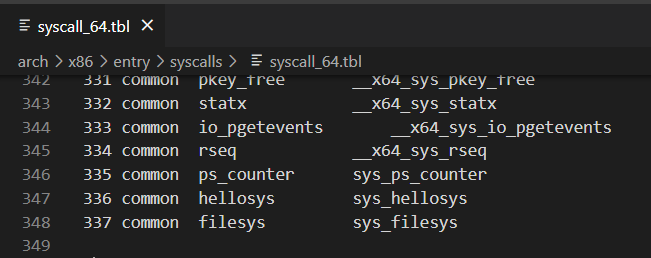 syscall_64.tbl ×
arch > x86 > entry > syscalls > syscall_64.tbl
342 331 common pkey_free __x64_sys_pkey_free
343 332 common statx __x64_sys_statx
344 333 common io_pgetevents __x64_sys_io_pgetevents
345 334 common rseq __x64_sys_rseq
346 335 common ps_counter sys_ps_counter
347 336 common hellosys sys_hellosys
348 337 common filesys sys_filesys
349